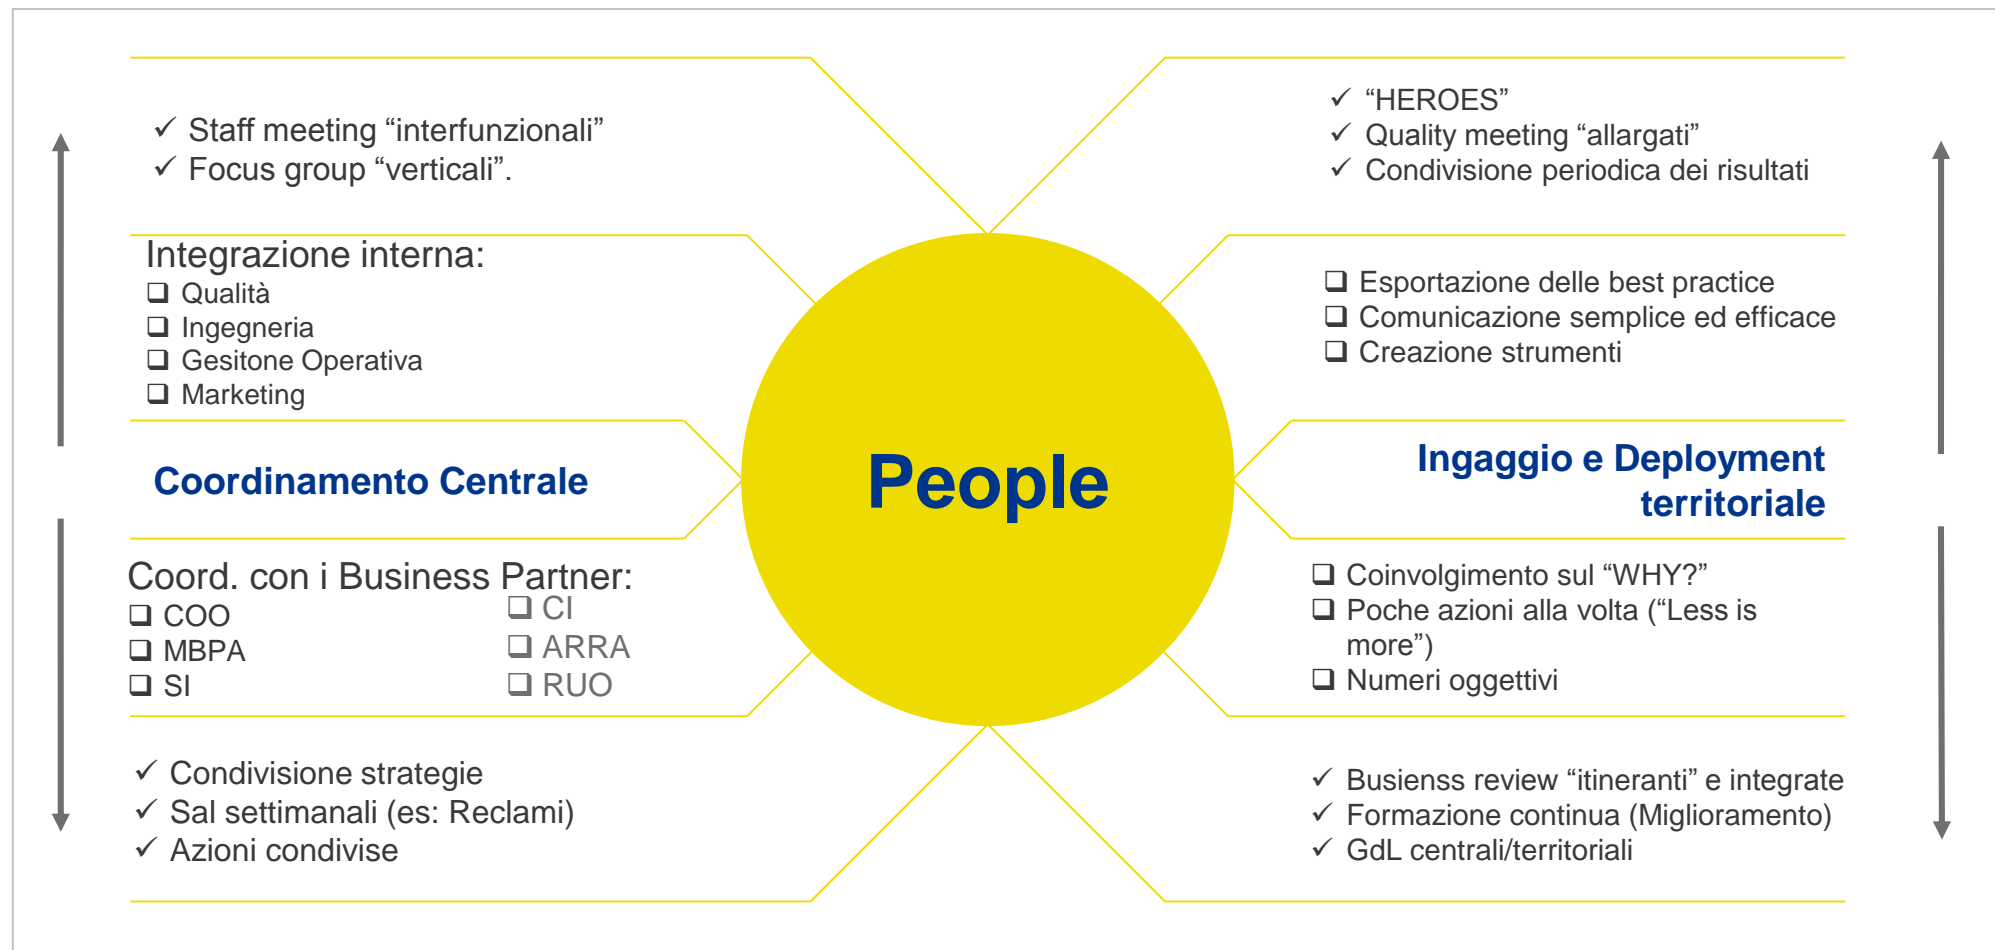 ✓ Staff meeting “interfunzionali”
✓ Focus group “verticali”.
Integrazione interna:
❑ Qualità
❑ Ingegneria
❑ Gesitone Operativa
❑ Marketing
Coordinamento Centrale
Coord. con i Business Partner:
❑ COO
❑ MBPA
❑ SI
❑ CI
❑ ARRA
❑ RUO
✓ Condivisione strategie
✓ Sal settimanali (es: Reclami)
✓ Azioni condivise
People
✓ “HEROES”
✓ Quality meeting “allargati”
✓ Condivisione periodica dei risultati
❑ Esportazione delle best practice
❑ Comunicazione semplice ed efficace
❑ Creazione strumenti
Ingaggio e Deployment
territoriale
❑ Coinvolgimento sul “WHY?”
❑ Poche azioni alla volta (“Less is
more”)
❑ Numeri oggettivi
✓ Busienss review “itineranti” e integrate
✓ Formazione continua (Miglioramento)
✓ GdL centrali/territoriali